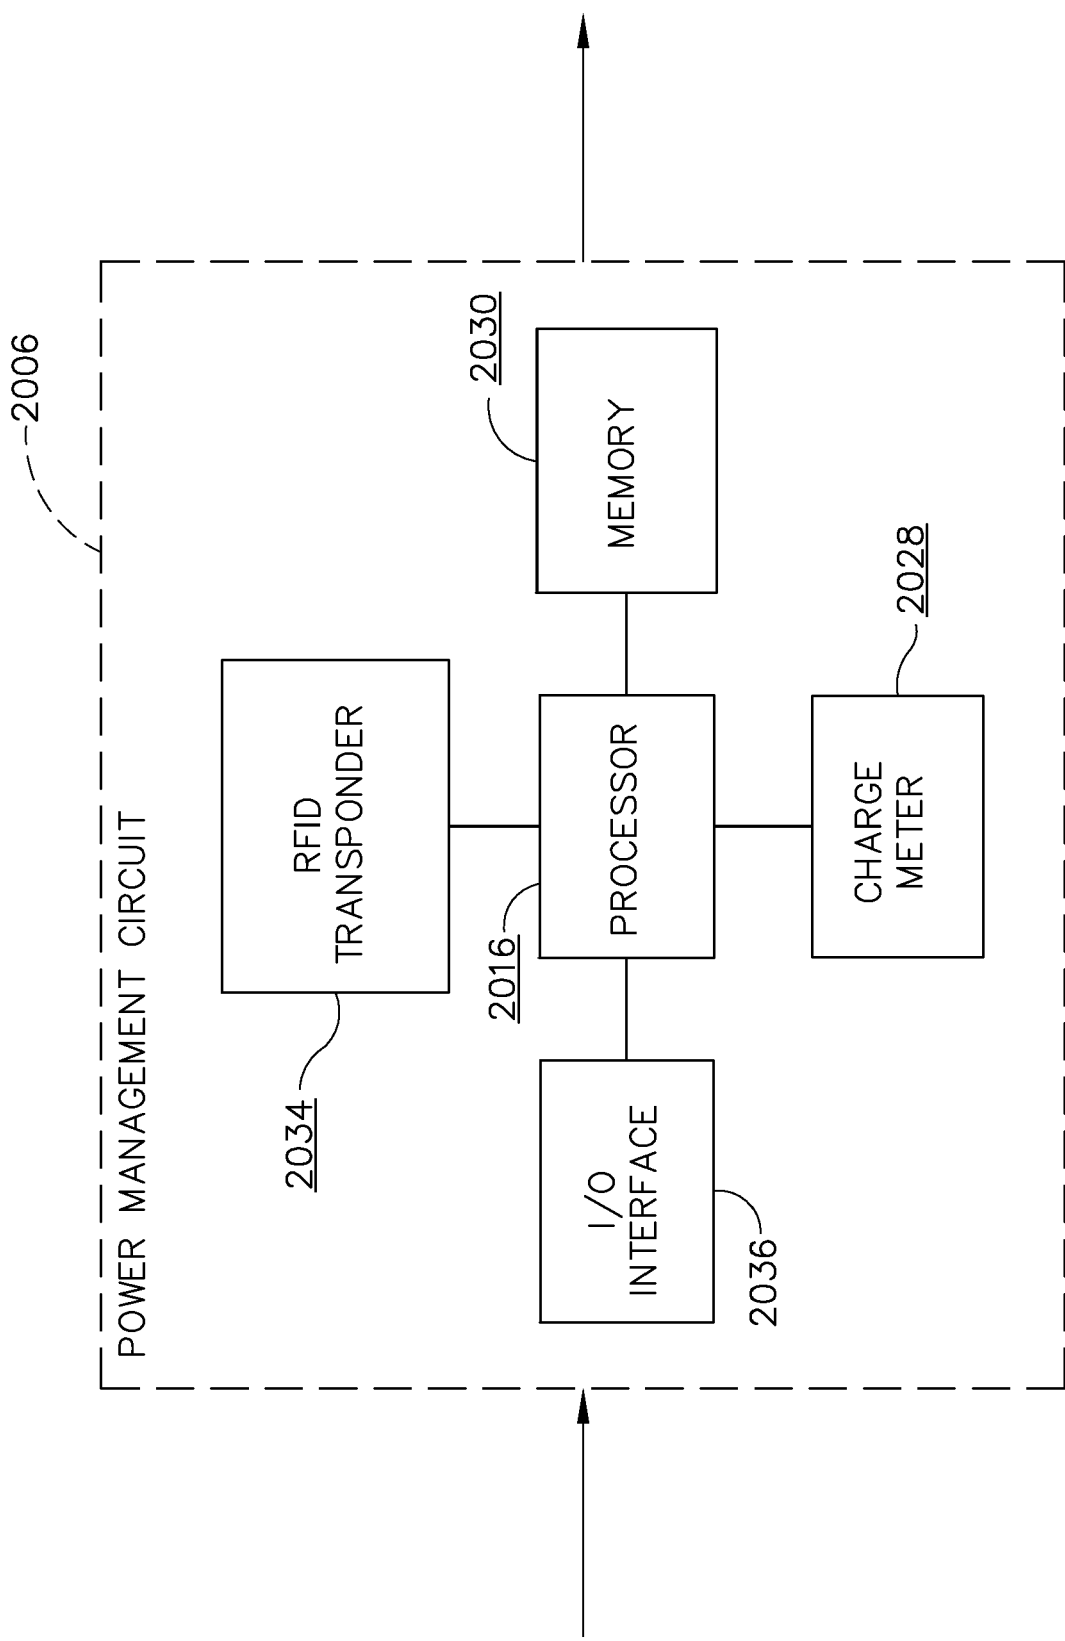 2006
POWER MANAGEMENT CIRCUIT
2034
RFID
TRANSPONDER
2030
2016
I/O
INTERFACE
PROCESSOR
MEMORY
2036
CHARGE
METER
2028